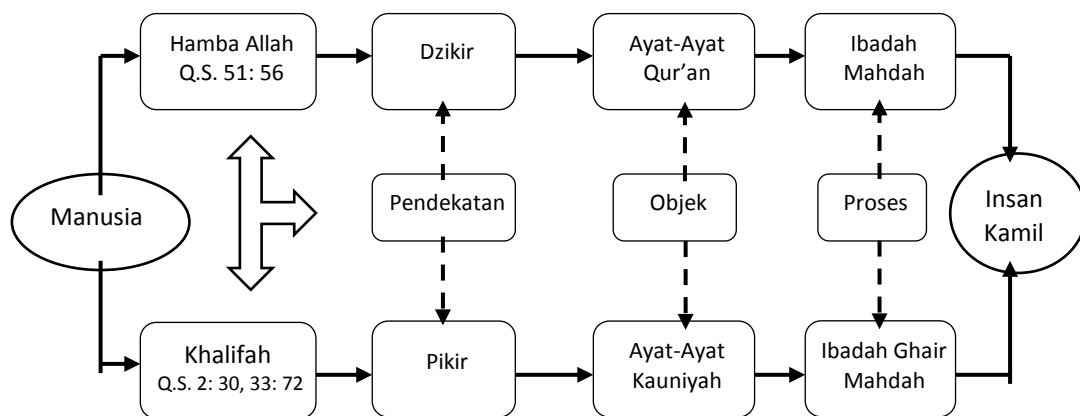 Hamba Allah
Q.S. 51: 56
Dzikir
Ayat-Ayat
Qur’an
Ibadah
Mahdah
Manusia
Pendekatan
Objek
Proses
Insan
Kamil
Khalifah
Q.S. 2: 30, 33: 72
Pikir
Ayat-Ayat
Kauniyah
Ibadah Ghair
Mahdah